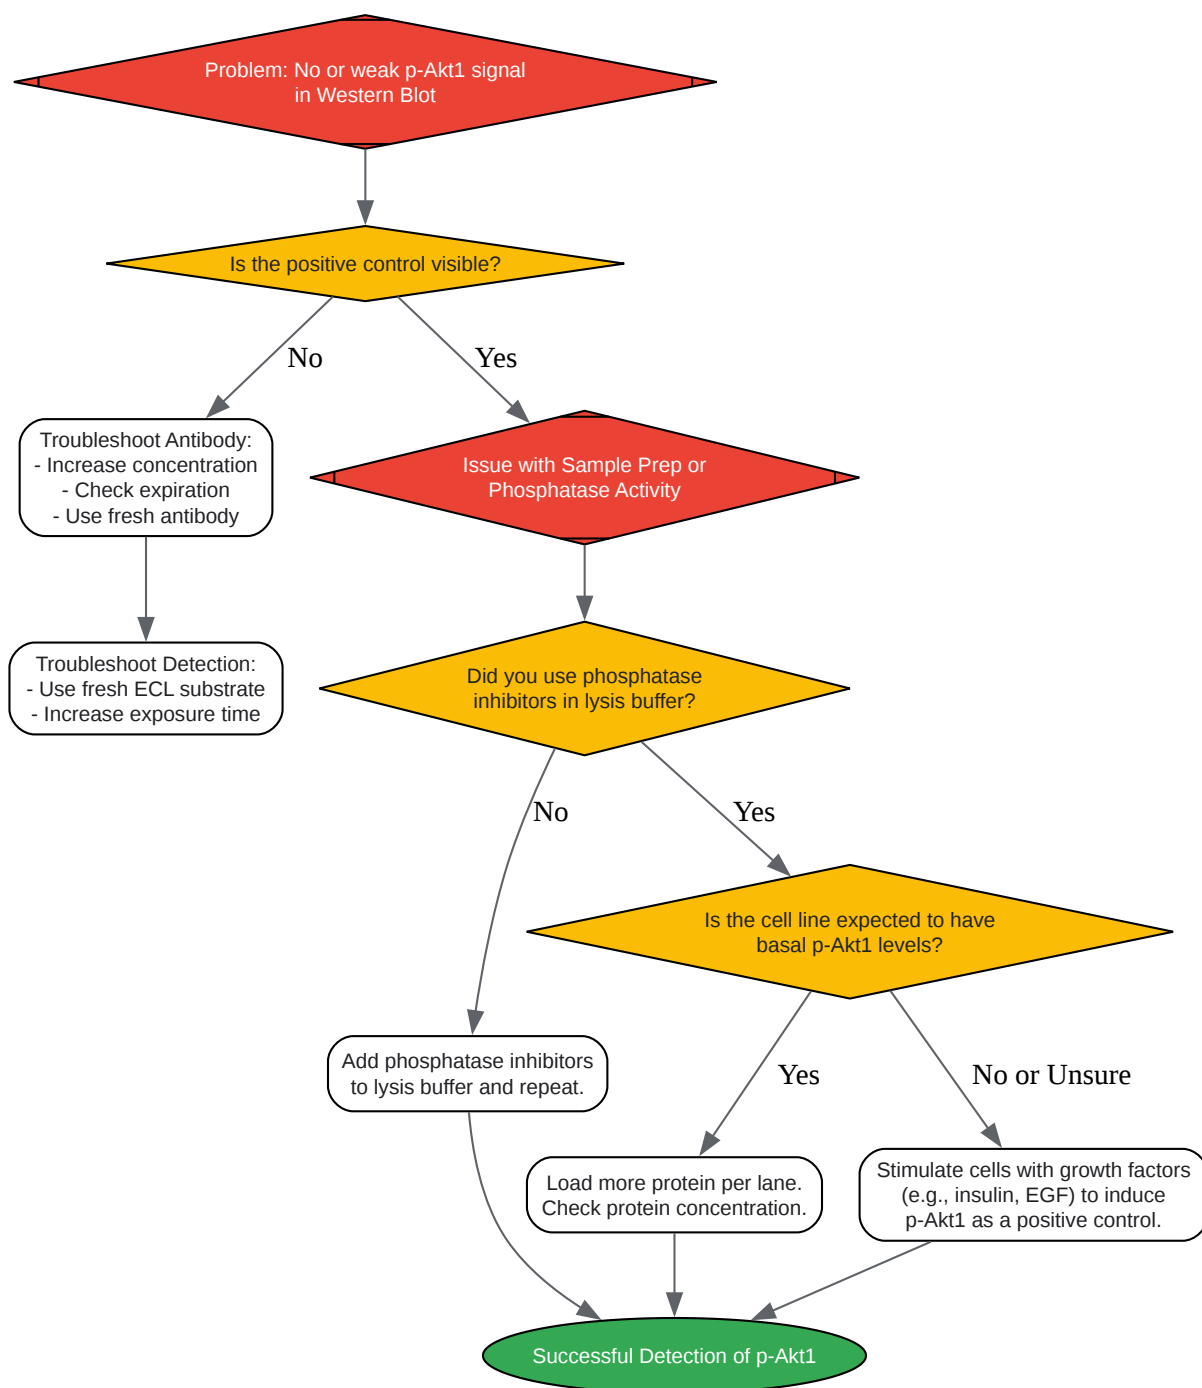 Problem: No or weak p-Akt1 signal
in Western Blot
Is the positive control visible?
No
Yes
Troubleshoot Antibody:
- Increase concentration
- Check expiration
- Use fresh antibody
Issue with Sample Prep or
Phosphatase Activity
Troubleshoot Detection:
- Use fresh ECL substrate
- Increase exposure time
Did you use phosphatase
inhibitors in lysis buffer?
No
Yes
Is the cell line expected to have
basal p-Akt1 levels?
Add phosphatase inhibitors
to lysis buffer and repeat.
Yes
No or Unsure
Load more protein per lane.
Check protein concentration.
Stimulate cells with growth factors
(e.g., insulin, EGF) to induce
p-Akt1 as a positive control.
Successful Detection of p-Akt1